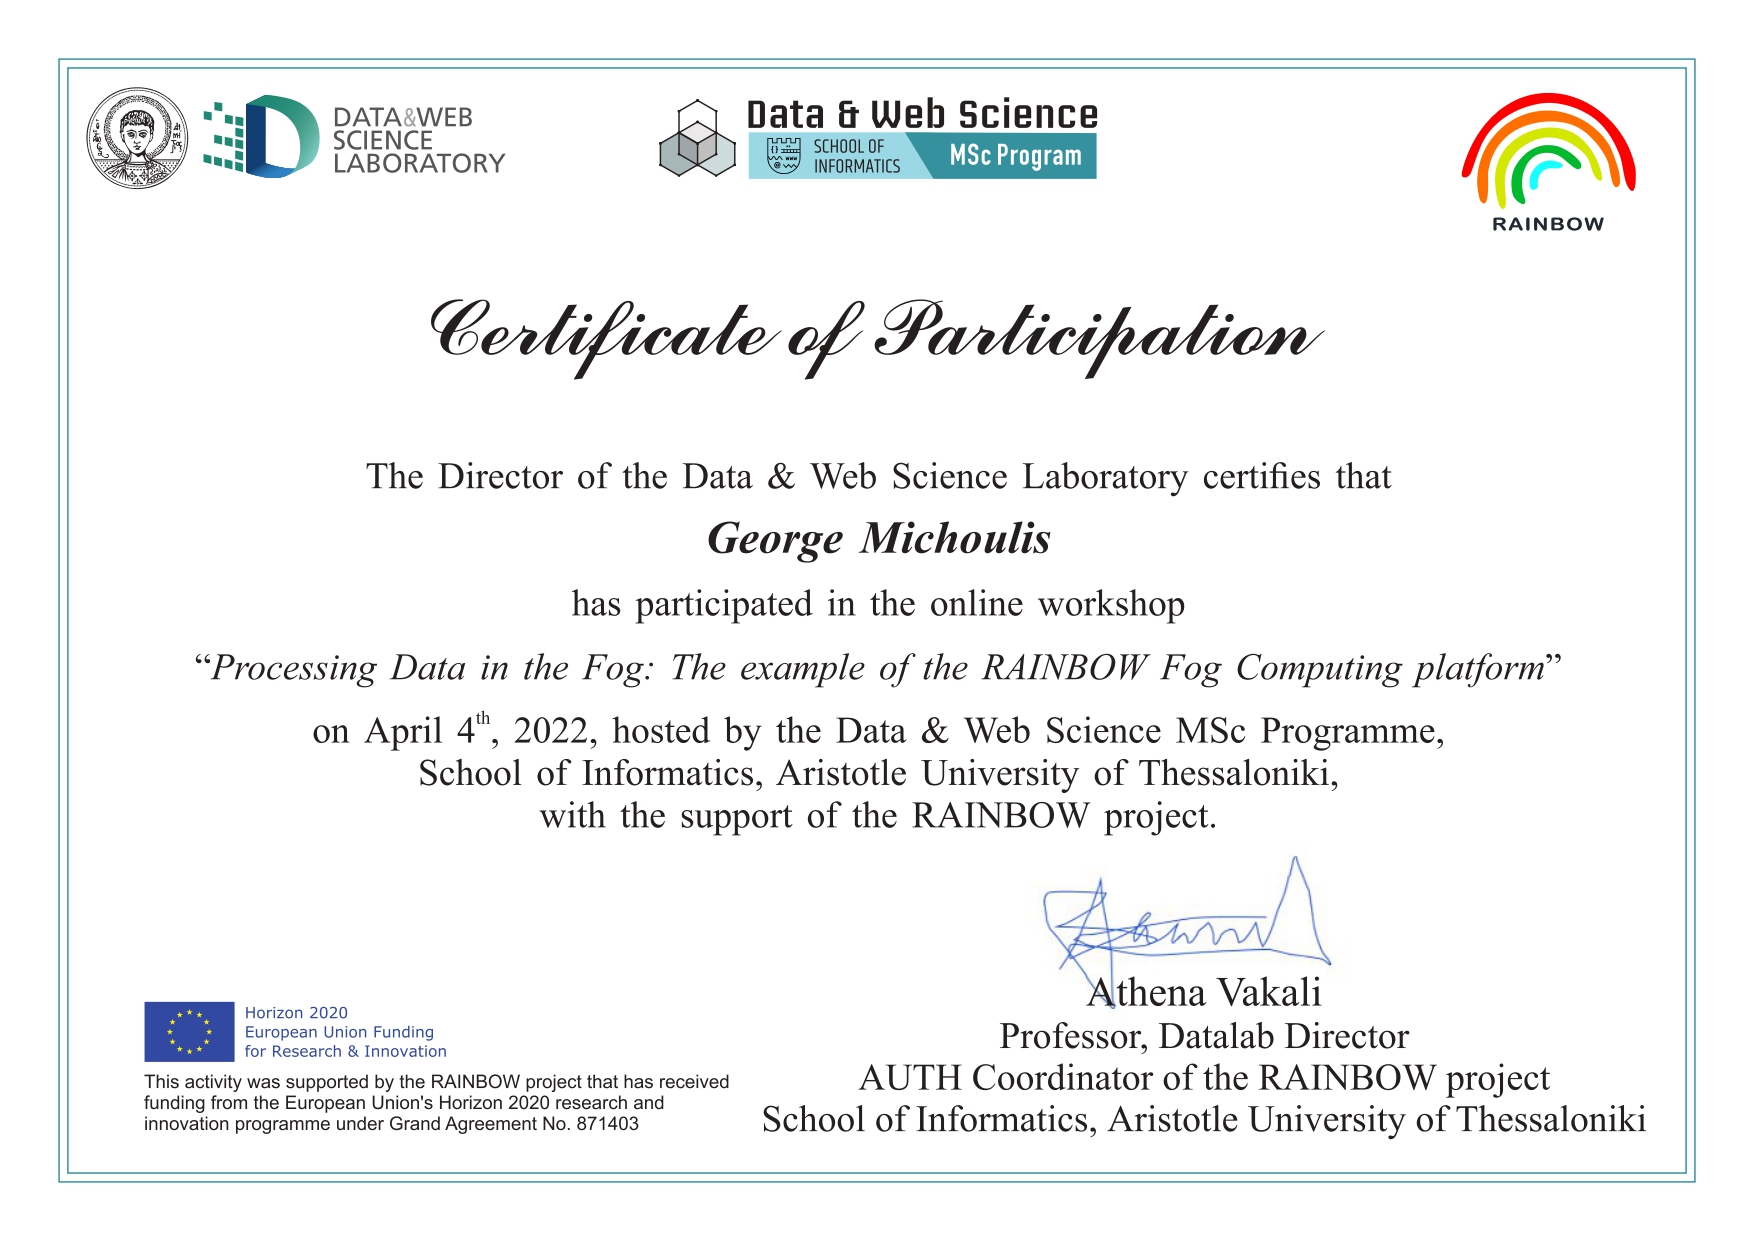 DATA&WEB
SCIENCE
LABORATORY
Data & Web Science
SCHOOL OF
INFORMATICS
MSc Program
RAINBOW
Certificate of Participation
The Director of the Data & Web Science Laboratory certifies that
George Michoulis
has participated in the online workshop
“Processing Data in the Fog: The example of the RAINBOW Fog Computing platform”
on April 4th, 2022, hosted by the Data & Web Science MSc Programme,
School of Informatics, Aristotle University of Thessaloniki,
with the support of the RAINBOW project.
Athena Vakali
Professor, Datalab Director
AUTH Coordinator of the RAINBOW project
School of Informatics, Aristotle University of Thessaloniki
Horizon 2020
European Union Funding
for Research & Innovation
This activity was supported by the RAINBOW project that has received
funding from the European Union's Horizon 2020 research and
innovation programme under Grand Agreement No. 871403